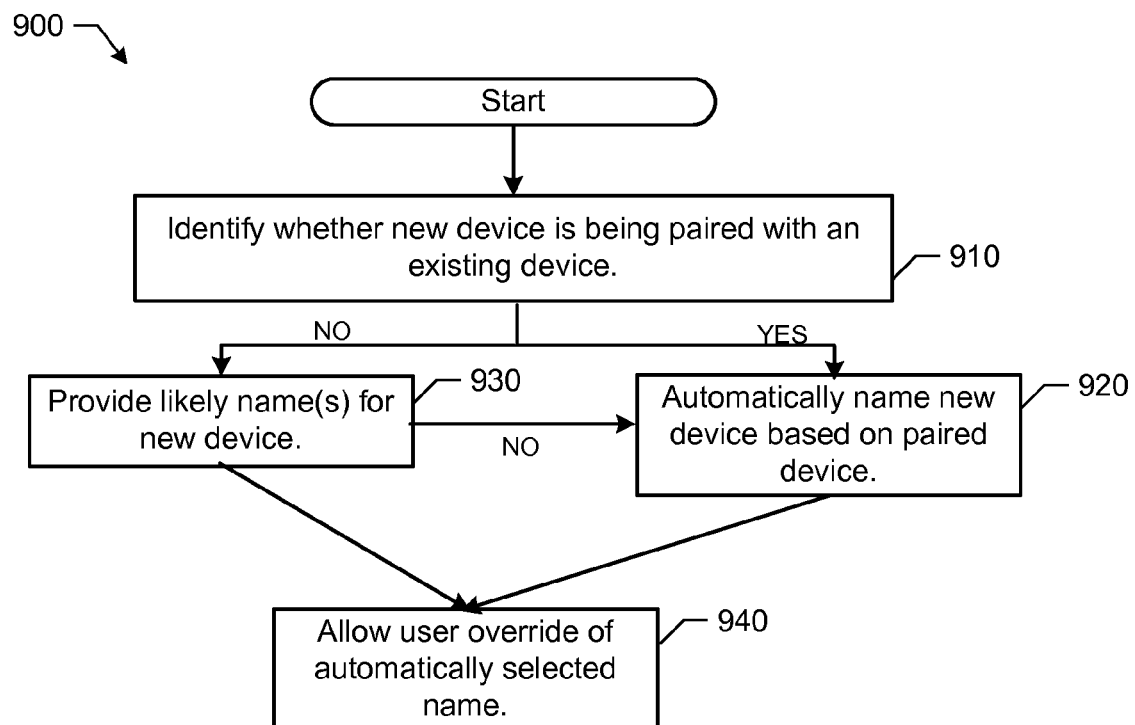 900
Start
Identify whether new device is being paired with an
existing device.
910
NO
YES
Provide likely name(s) for
new device.
930
NO
Automatically name new
device based on paired
device.
920
Allow user override of
automatically selected
name.
940